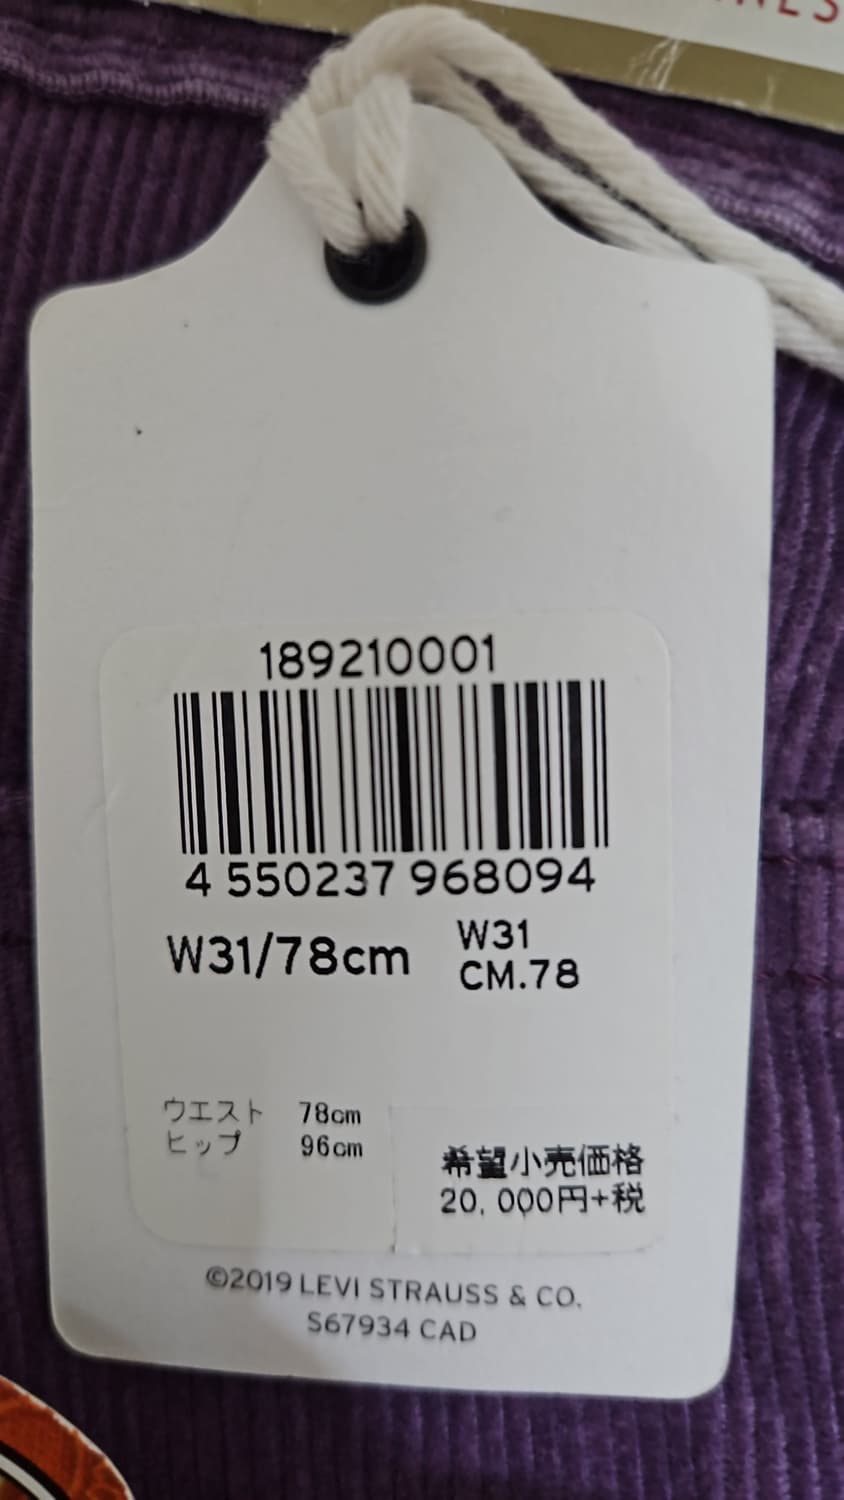 189210001
4 550237 968094
W31/78cm
W31
CM.78
ウエスト 78cm
ヒップ 96cm
希望小売価格
20,000円+税
©2019 LEVI STRAUSS & CO.
S67934 CAD